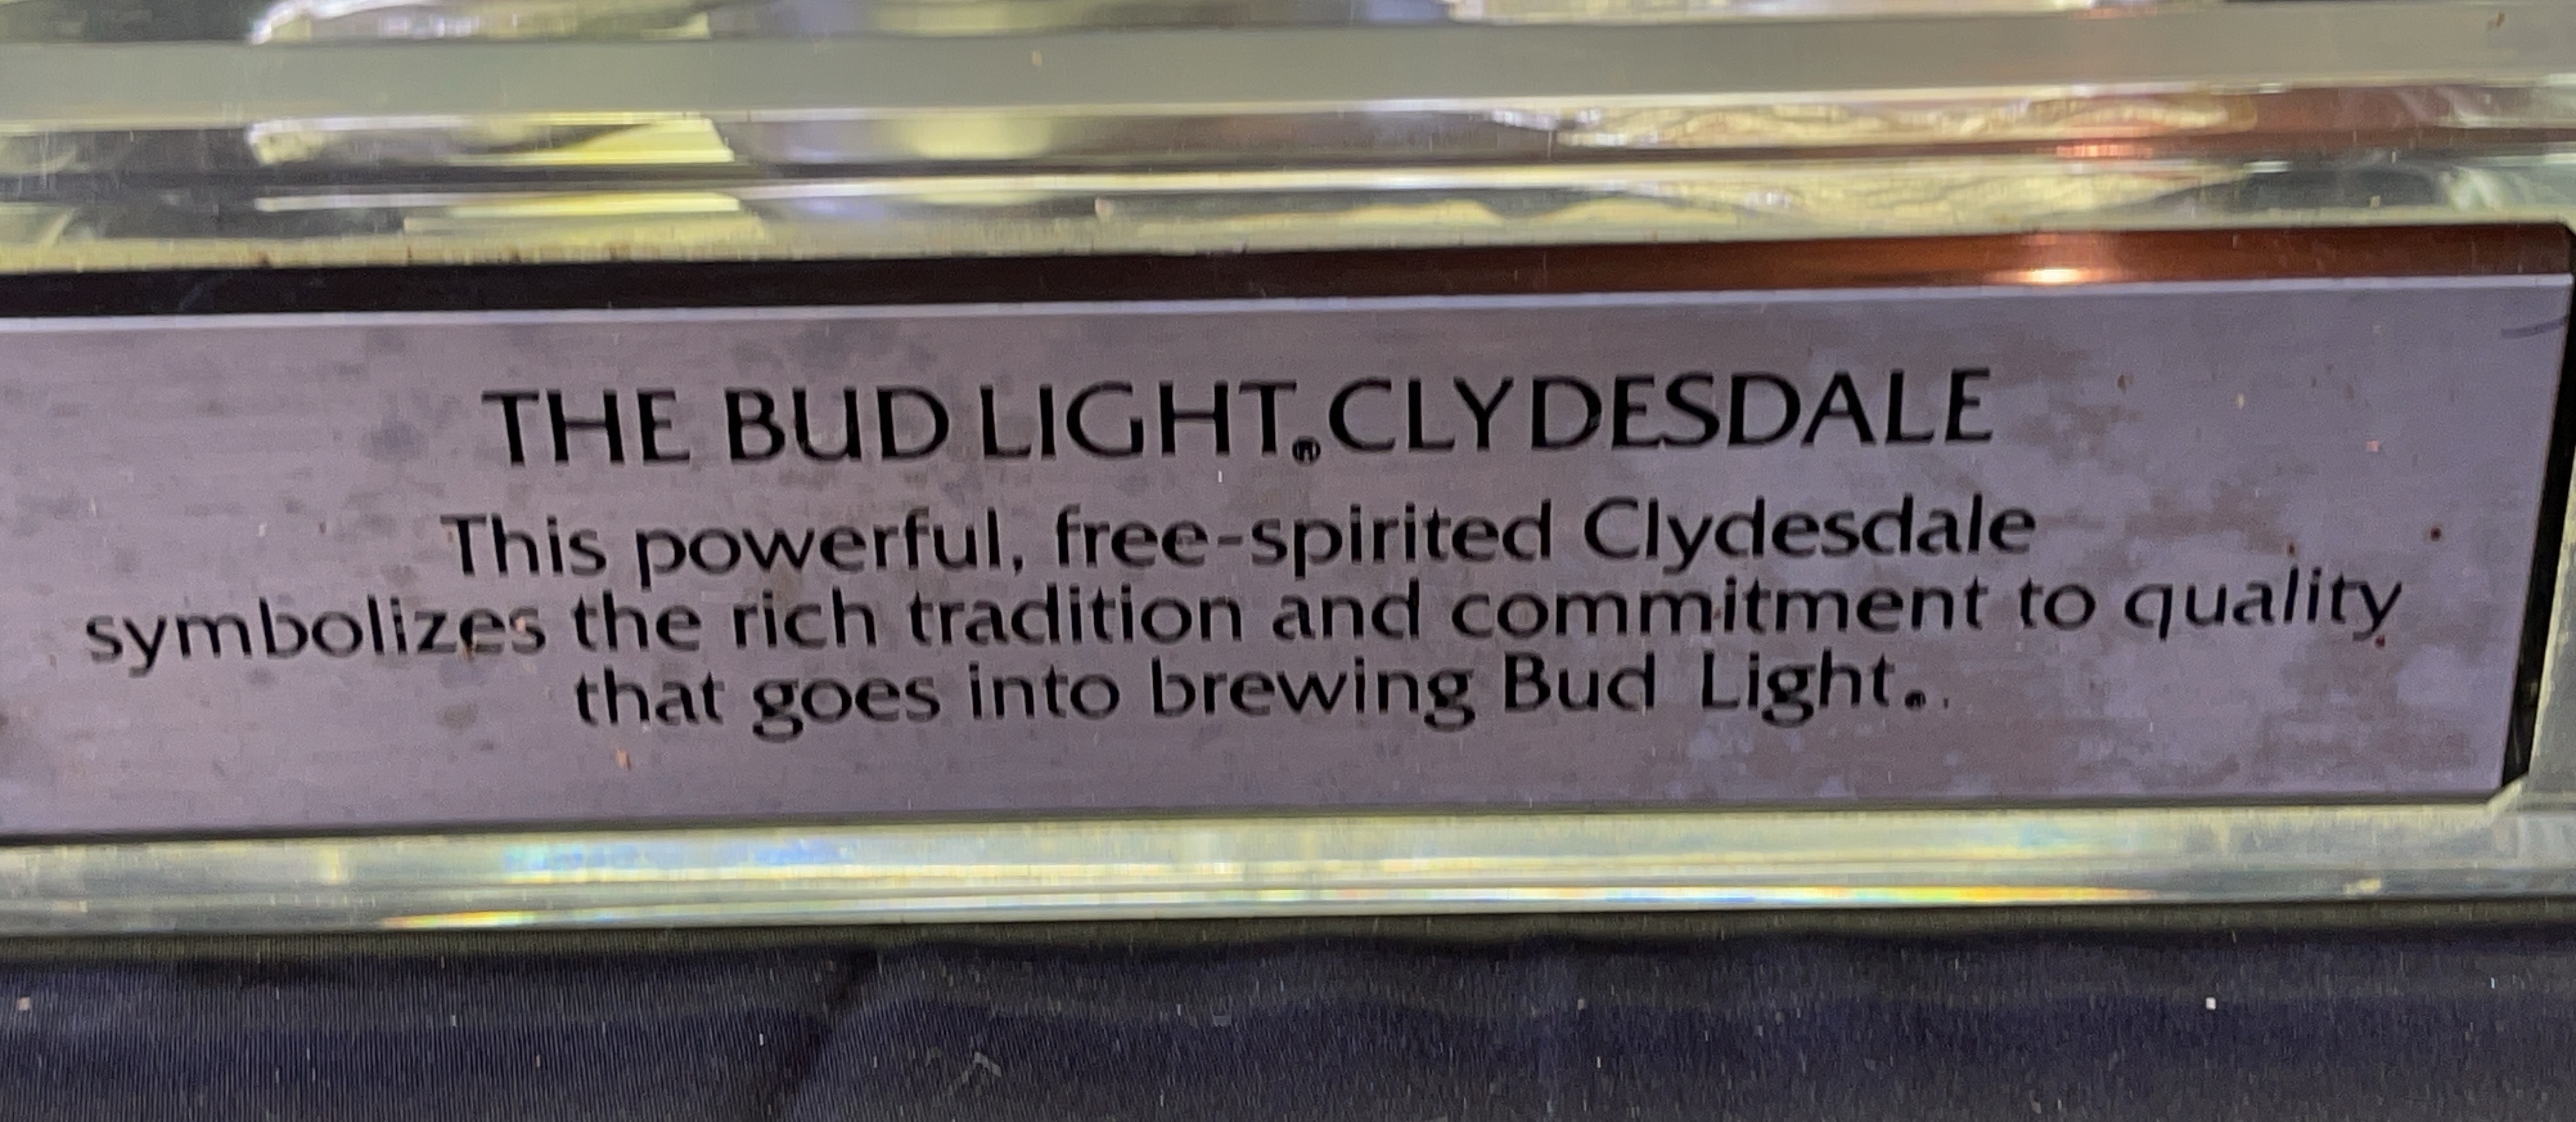 THE BUD LIGHT® CLYDESDALE
This powerful, free-spirited Clydesdale
symbolizes the rich tradition and commitment to quality
that goes into brewing Bud Light®.